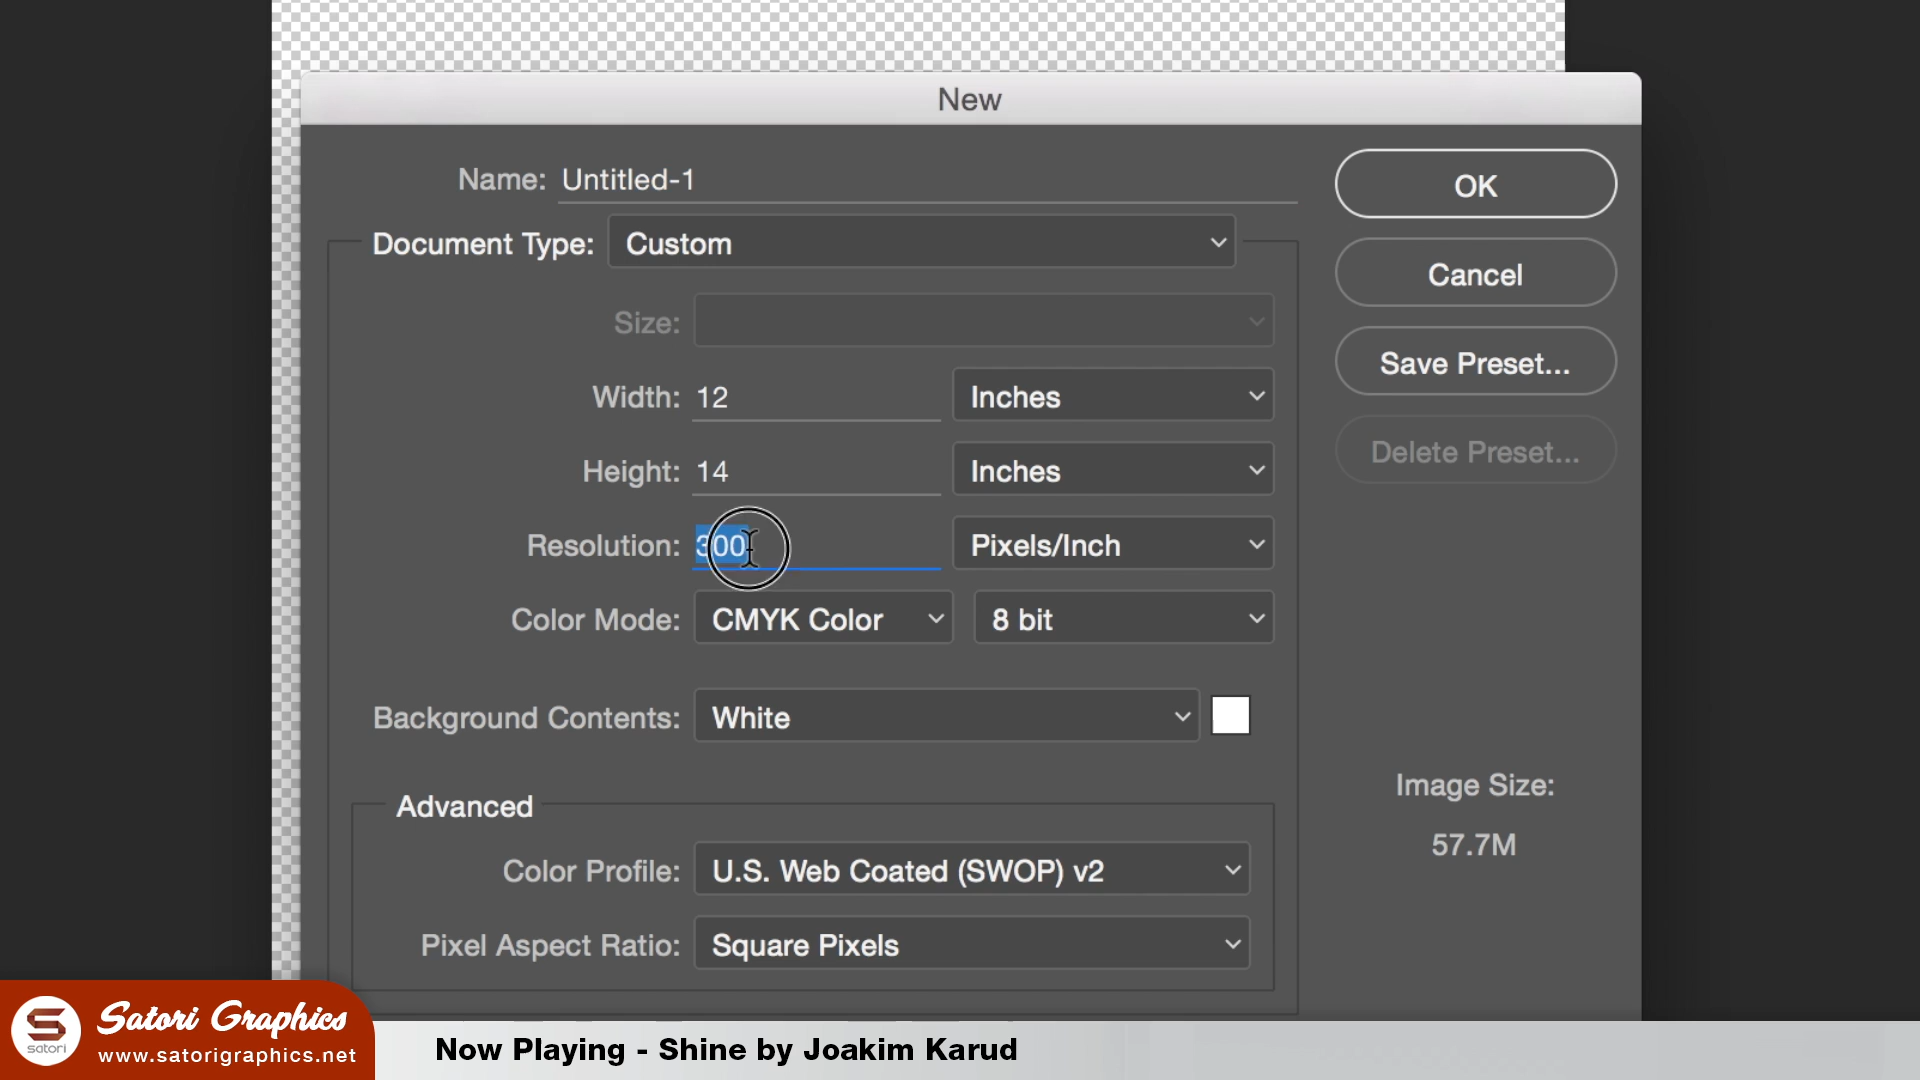 New
Name: Untitled-1
OK
Document Type: Custom
Cancel
Size:
Save Preset...
Width: 12 Inches
Delete Preset...
Height: 14 Inches
Resolution: 300 Pixels/Inch
Color Mode: CMYK Color 8 bit
Background Contents: White
Image Size:
57.7M
Advanced
Color Profile: U.S. Web Coated (SWOP) v2
Pixel Aspect Ratio: Square Pixels
satori
Satori Graphics
www.satorigraphics.net
Now Playing - Shine by Joakim Karud